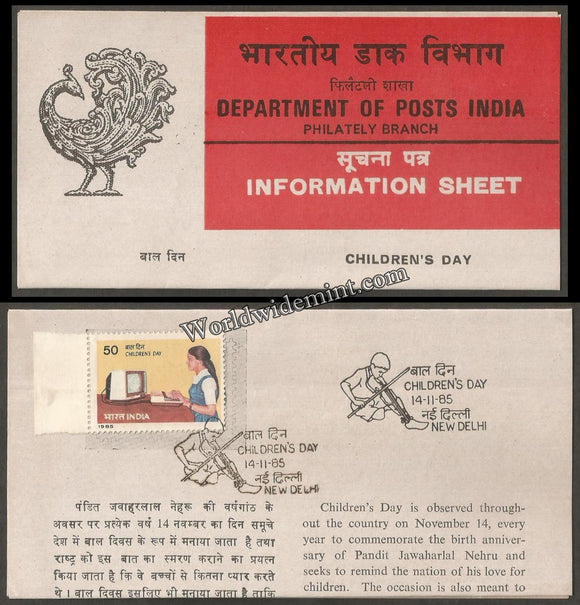 भारतीय डाक विभाग
फिलैटली शाखा
DEPARTMENT OF POSTS INDIA
PHILATELY BRANCH
सूचना पत्र
INFORMATION SHEET
बाल दिन
CHILDREN'S DAY
Worldwidemint.com
50
बाल दिन
CHILDREN'S DAY
भारत INDIA
1985
बाल दिन
CHILDREN'S DAY
14-11-85
नई दिल्ली
NEW DELHI
बाल दिन
CHILDREN'S DAY
14-11-85
नई दिल्ली
NEW DELHI
पंडित जवाहरलाल नेहरू की वर्षगांठ के
अवसर पर प्रत्येक वर्ष 14 नवम्बर का दिन समूचे
देश में बाल दिवस के रूप में मनाया जाता है तथा
राष्ट्र को इस बात का स्मरण कराने का प्रयत्न
किया जाता है कि वे बच्चों से कितना प्यार करते
थे । बाल दिवस इसलिए भी मनाया जाता है ताकि
Children's Day is observed through-
out the country on November 14, every
year to commemorate the birth anniver-
sary of Pandit Jawaharlal Nehru and
seeks to remind the nation of his love for
children. The occasion is also meant to